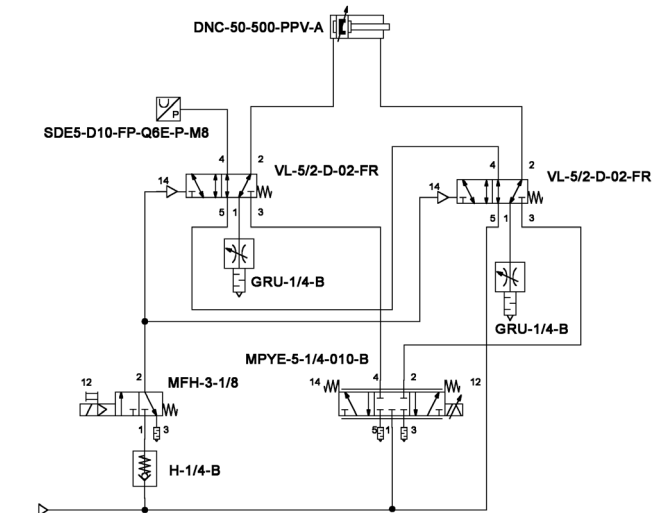 DNC-50-500-PPV-A
U
P
SDE5-D10-FP-Q6E-P-M8
4 2
VL-5/2-D-02-FR
14
5 1 3
GRU-1/4-B
4 2
VL-5/2-D-02-FR
14
5 1 3
GRU-1/4-B
MPYE-5-1/4-010-B
12 2
MFH-3-1/8
1 3
14 4 2 12
5 1 3
H-1/4-B